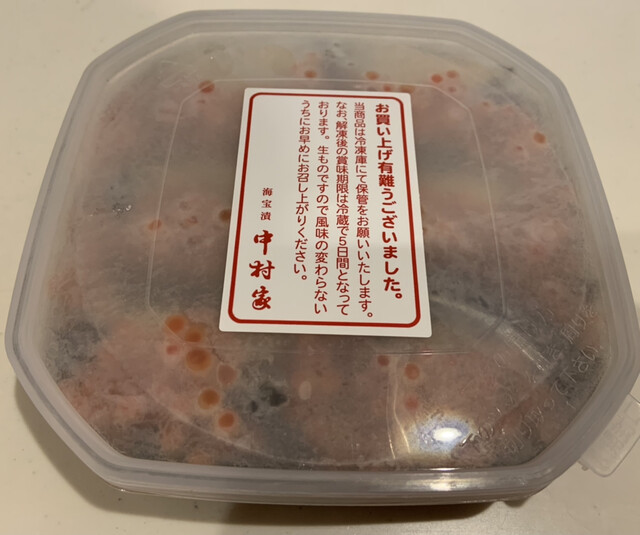 お買い上げ有難うございました。
当商品は冷凍庫にて保管をお願いいたします。
なお、解凍後の賞味期限は冷蔵で5日間となって
おります。生ものですので風味の変わらない
うちにお早めにお召し上がりください。
海宝漬 中村家